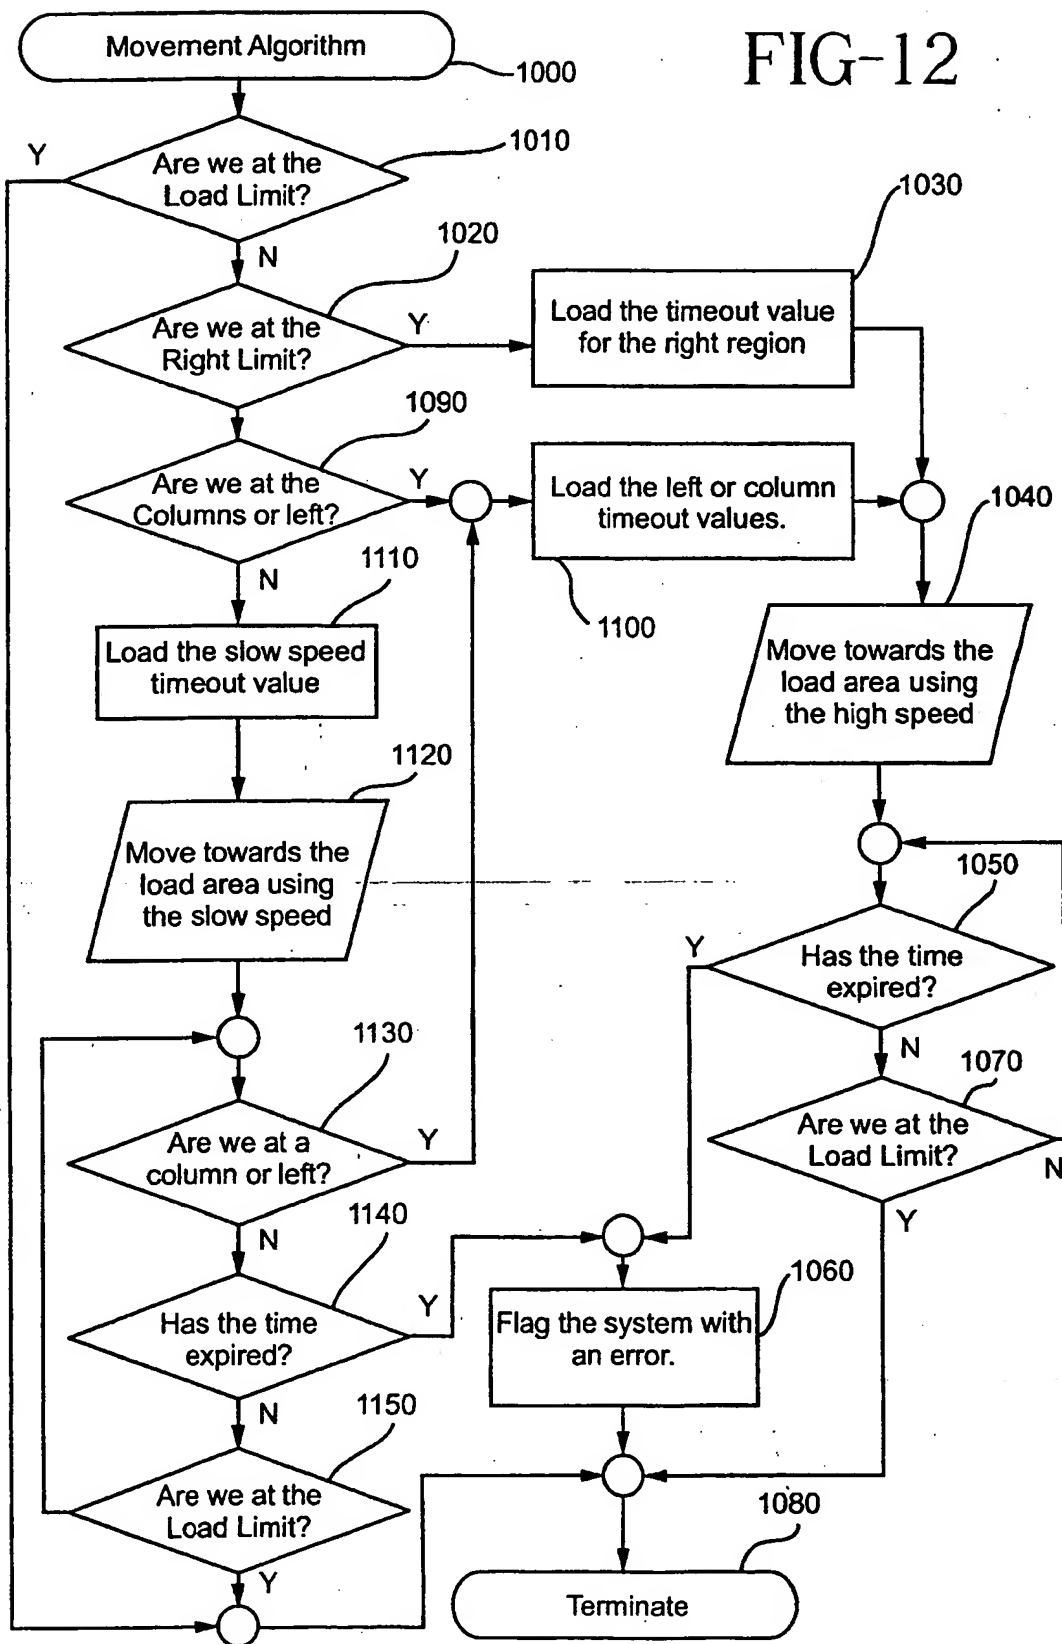 FIG-12
Movement Algorithm
1000
Y
Are we at the
Load Limit?
1010
N
1020
Are we at the
Right Limit?
Y
Load the timeout value
for the right region
1030
1090
Are we at the
Columns or left?
Y
Load the left or column
timeout values.
1100
1040
N
1110
Load the slow speed
timeout value
Move towards the
load area using
the high speed
1120
Move towards the
load area using
the slow speed
1050
Y
Has the time
expired?
N
1130
Are we at a
column or left?
Y
1070
Are we at the
Load Limit?
N
Y
N
1140
Has the time
expired?
Y
1060
Flag the system with
an error.
N
1150
Are we at the
Load Limit?
Y
1080
Terminate